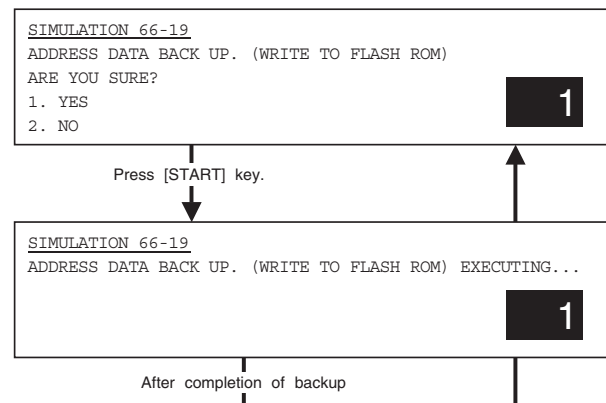 SIMULATION 66-19
ADDRESS DATA BACK UP. (WRITE TO FLASH ROM)
ARE YOU SURE?
1. YES
2. NO
1
Press [START] key.
SIMULATION 66-19
ADDRESS DATA BACK UP. (WRITE TO FLASH ROM) EXECUTING...
1
After completion of backup